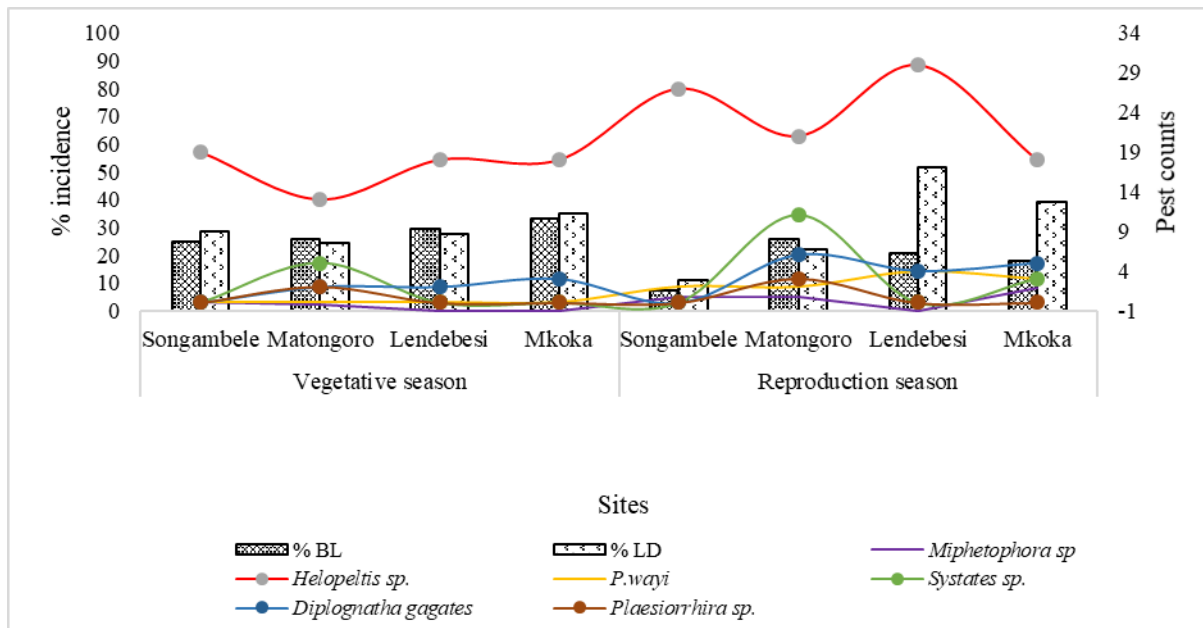 100
90
80
70
60
50
40
30
20
10
0
% incidence
34
29
24
19
14
9
4
-1
Pest counts
Songambele Matongoro Lendebesi Mkoka Songambele Matongoro Lendebesi Mkoka
Vegetative season Reproduction season
Sites
% BL % LD Miphetophora sp
Helopeltis sp. P.wayi Systates sp.
Diplognatha gagates Plaesiorrhira sp.